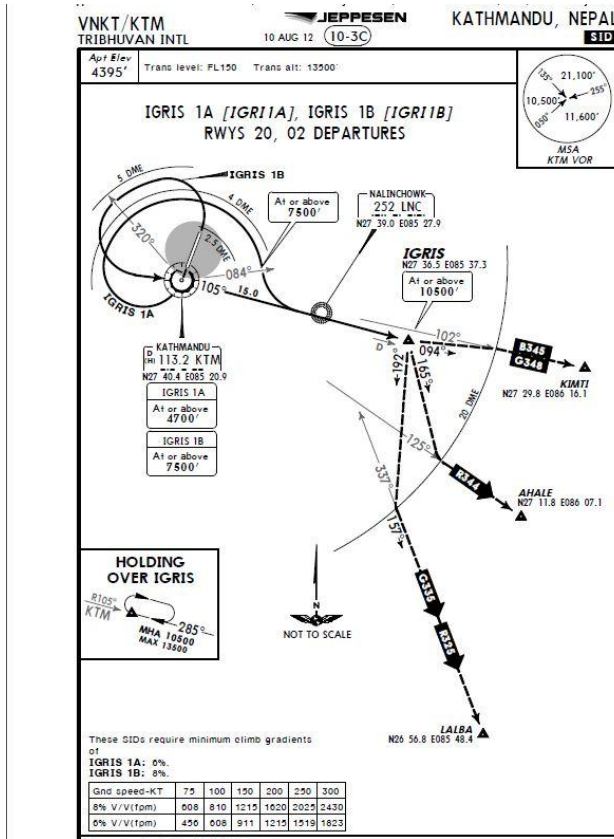 VNKT/KTM
TRIBHUVAN INTL
JEPPESEN
10 AUG 12
10-3C
KATHMANDU, NEPAL
SID
Apt Elev
4395'
Trans level: FL150 Trans alt: 13500'
135°
21,100'
255°
10,500'
050°
11,600'
MSA
KTM VOR
IGRIS 1A [IGRI1A], IGRIS 1B [IGRI1B]
RWYS 20, 02 DEPARTURES
5 DME
IGRIS 1B
4 DME
At or above
7500'
NALINCHOWK
252 LNC
N27 39.0 E085 27.9
320°
2.5 DME
084°
105°
15.0
IGRIS 1A
IGRIS
N27 36.5 E085 37.3
At or above
10500'
D
102°
094°
B345
G348
KIMTI
N27 29.8 E086 16.1
D
(H)
KATHMANDU
113.2 KTM
N27 40.4 E085 20.9
IGRIS 1A
At or above
4700'
IGRIS 1B
At or above
7500'
192°
165°
20 DME
125°
R344
AHALE
N27 11.8 E086 07.1
337°
157°
G336
R325
LALBA
N26 56.8 E085 48.4
HOLDING
OVER IGRIS
R105°
KTM
285°
MHA 10500
MAX 13500
N
NOT TO SCALE
These SIDs require minimum climb gradients
of
IGRIS 1A: 6%.
IGRIS 1B: 8%.
Gnd speed-KT 75 100 150 200 250 300
8% V/V(fpm) 608 810 1215 1620 2025 2430
6% V/V(fpm) 456 608 911 1215 1519 1823